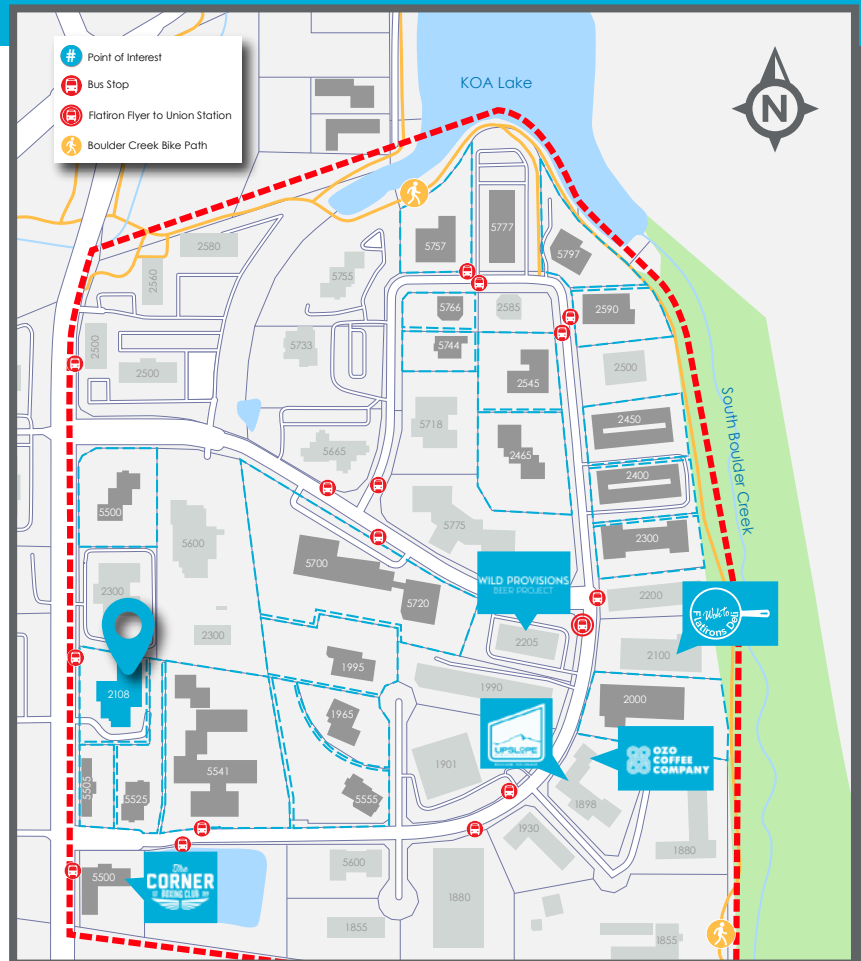 #
Point of Interest
Bus Stop
Flatiron Flyer to Union Station
Boulder Creek Bike Path
KOA Lake
N
2580
2560
5755
5757
5777
5797
5766
2585
2590
2500
2500
5733
5744
2545
2500
5718
2450
5665
2465
2400
5500
5600
5775
2300
5700
South Boulder Creek
2300
5720
WILD PROVISIONS
BEER PROJECT
2200
Wok to
Flatirons Deli
2300
2205
2100
1995
2108
1990
2000
1965
UPSLOPE
OZO
COFFEE
COMPANY
1901
5541
5505
5525
5555
1898
1930
The
CORNER
BOXING CLUB
5500
5600
1880
1880
1855
1855